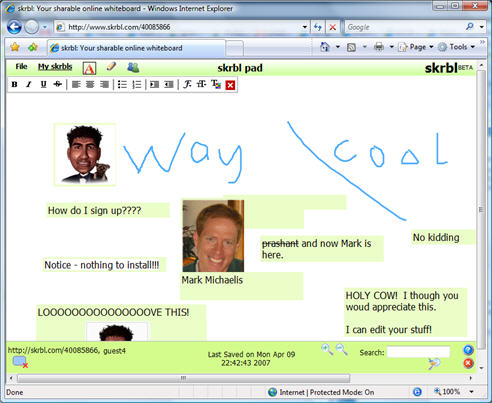 skrbl: Your sharable online whiteboard - Windows Internet Explorer
http://www.skrbl.com/40085866
skrbl: Your sharable online whiteboard
Page
Tools
File My skrbls A skrbl pad skrbl BETA
B I U
Way Cool
How do I sign up????
prashant and now Mark is
here.
No kidding
Notice - nothing to install!!!
Mark Michaelis
HOLY COW! I though you
woud appreciate this.
I can edit your stuff!
LOOOOOOOOOOOOOOOVE THIS!
http://skrbl.com/40085866, guest4
Last Saved on Mon Apr 09
22:42:43 2007
Search:
Done
Internet | Protected Mode: On
100%